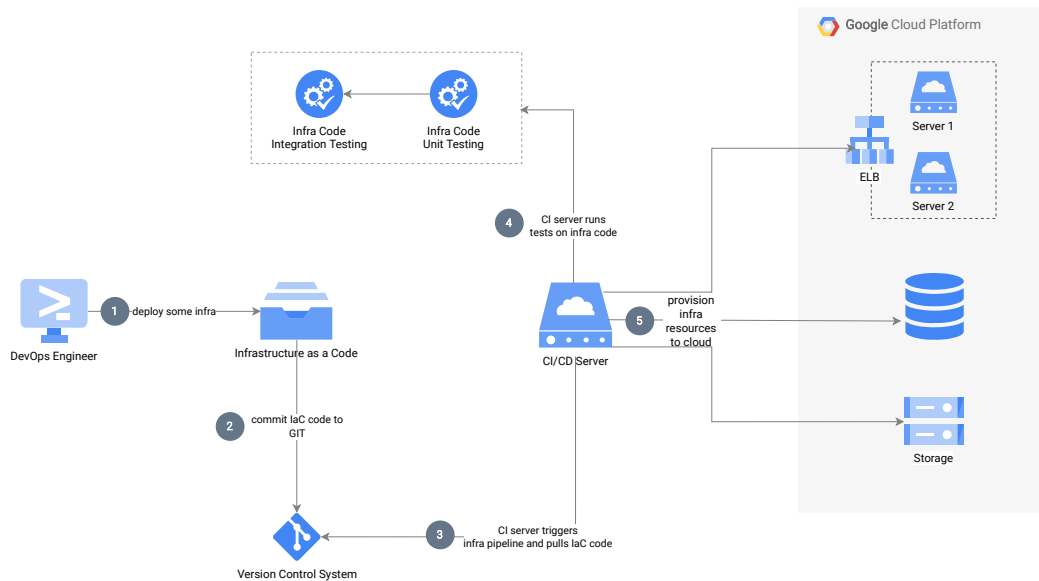 Google Cloud Platform
Server 1
ELB
Server 2
Infra Code
Integration Testing
Infra Code
Unit Testing
4
CI server runs
tests on infra code
1
deploy some infra
DevOps Engineer
Infrastructure as a Code
CI/CD Server
5
provision
infra
resources
to cloud
2
commit IaC code to
GIT
Storage
3
CI server triggers
infra pipeline and pulls IaC code
Version Control System